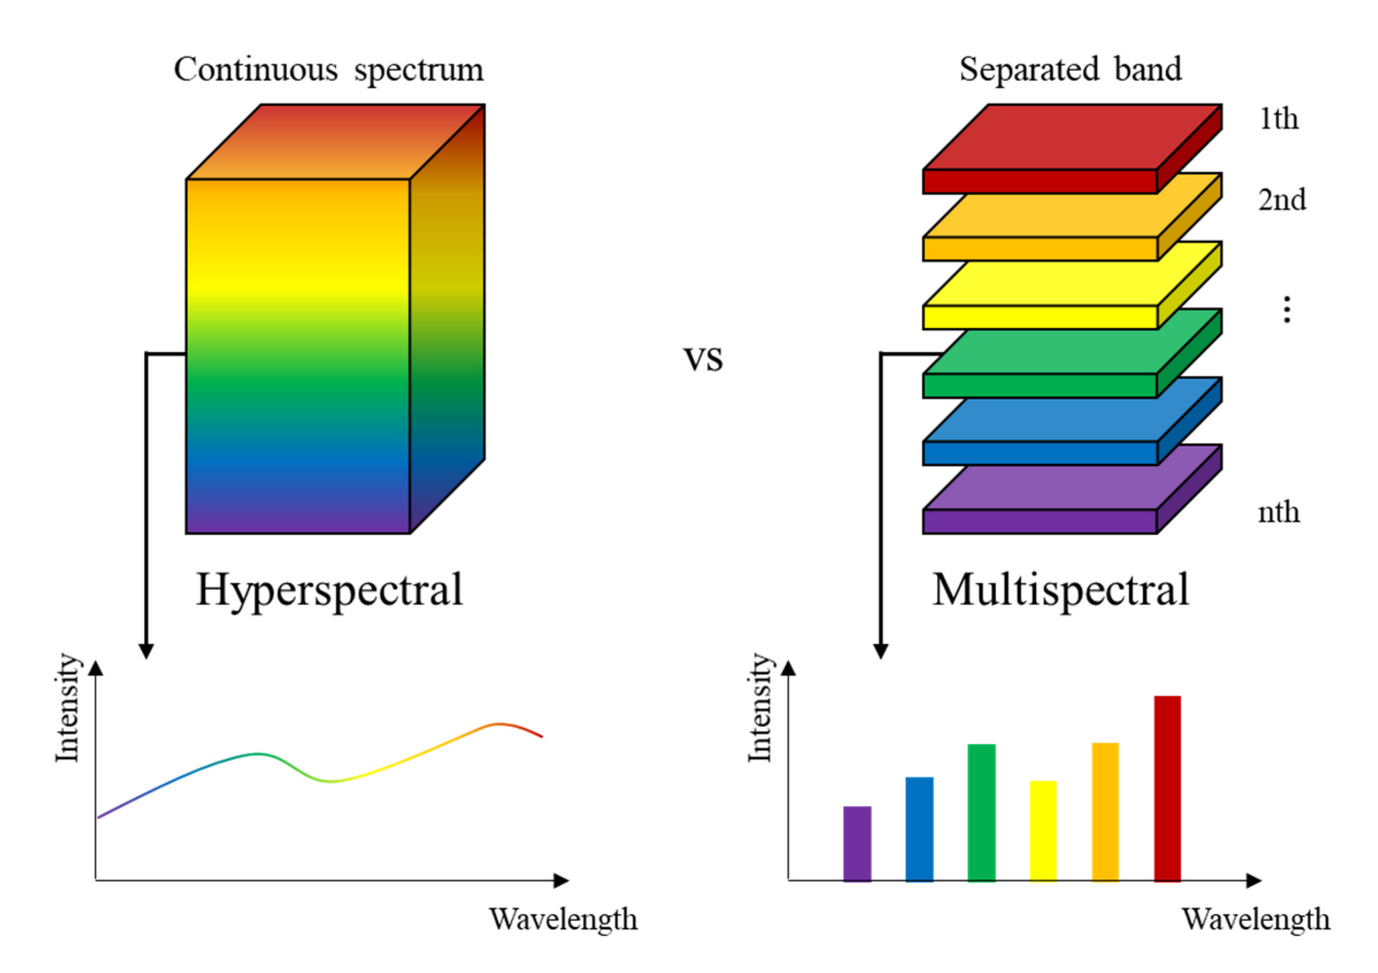 Continuous spectrum
Separated band
1th
2nd
⋮
nth
vs
Hyperspectral
Multispectral
Intensity
Wavelength
Intensity
Wavelength